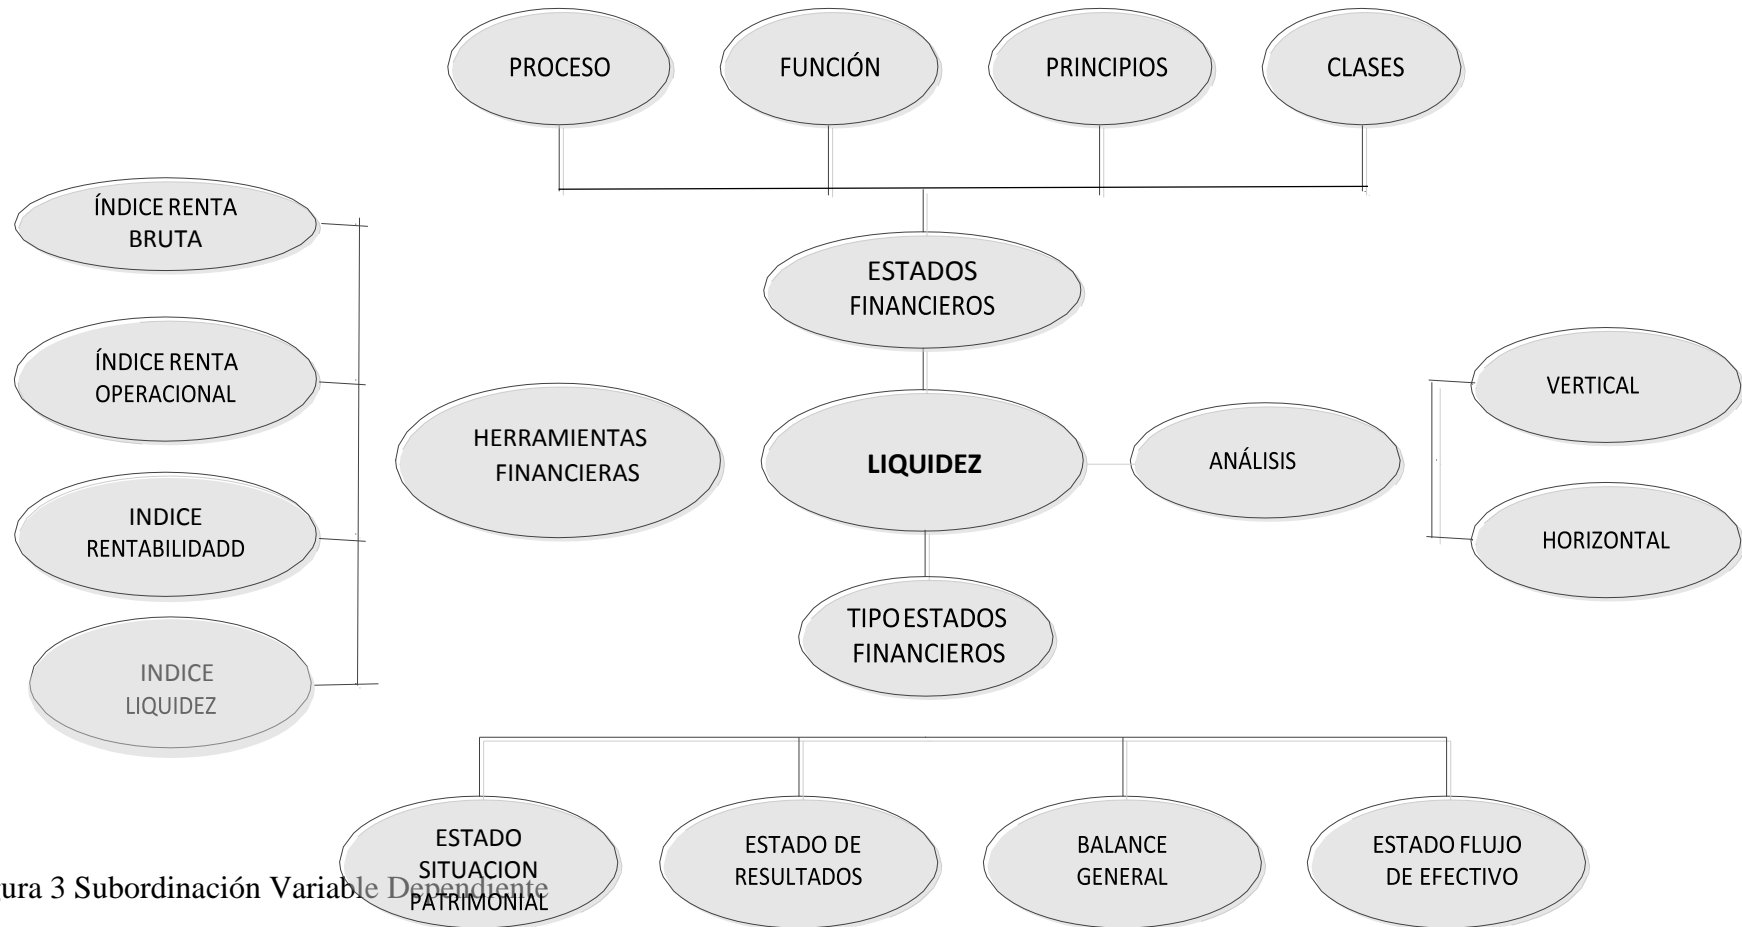 PROCESO
FUNCIÓN
PRINCIPIOS
CLASES
ÍNDICE RENTA
BRUTA
ESTADOS
FINANCIEROS
ÍNDICE RENTA
OPERACIONAL
VERTICAL
HERRAMIENTAS
FINANCIERAS
LIQUIDEZ
ANÁLISIS
INDICE
RENTABILIDADD
HORIZONTAL
TIPO ESTADOS
FINANCIEROS
INDICE
LIQUIDEZ
ESTADO
SITUACION
PATRIMONIAL
ESTADO DE
RESULTADOS
BALANCE
GENERAL
ESTADO FLUJO
DE EFECTIVO
gura 3 Subordinación Variable Dependiente